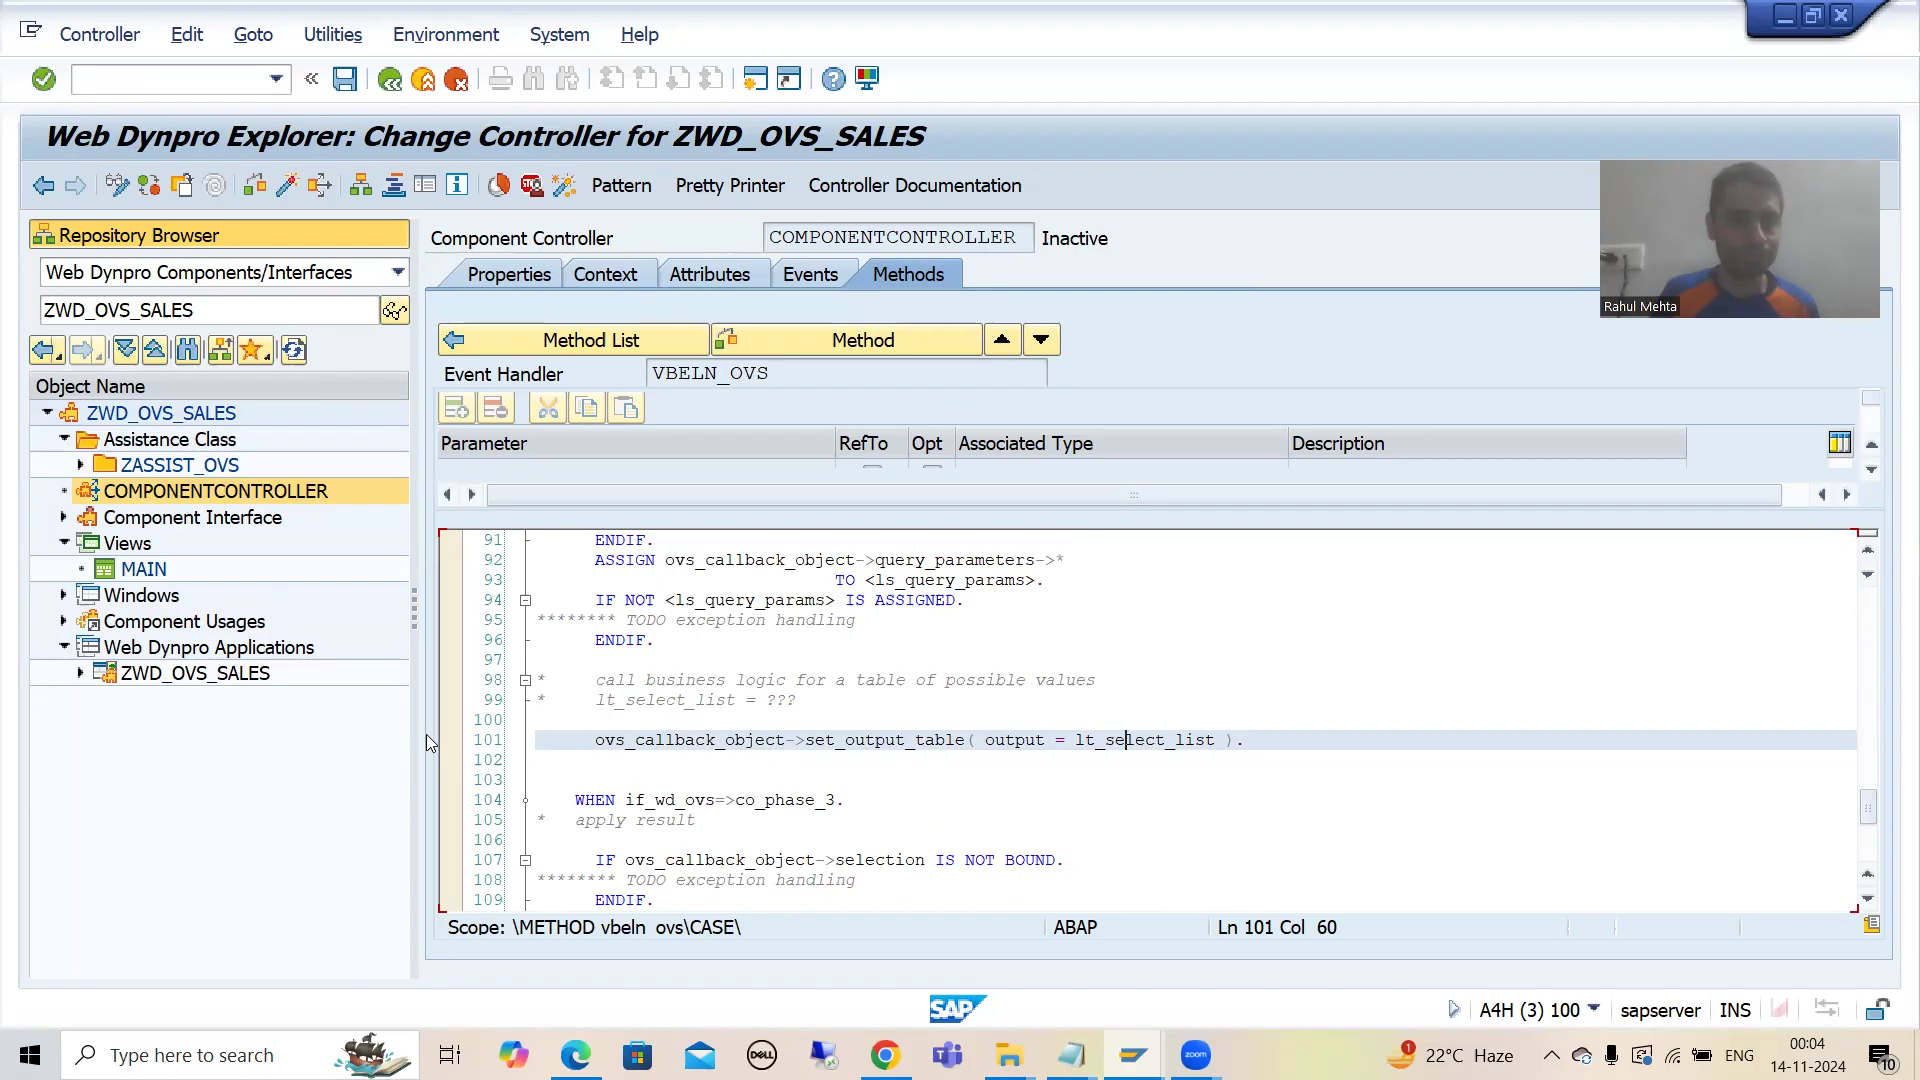 Controller Edit Goto Utilities Environment System Help
Web Dynpro Explorer: Change Controller for ZWD_OVS_SALES
Pattern Pretty Printer Controller Documentation
Rahul Mehta
Repository Browser
Web Dynpro Components/Interfaces
ZWD_OVS_SALES
Object Name
ZWD_OVS_SALES
Assistance Class
ZASSIST_OVS
COMPONENTCONTROLLER
Component Interface
Views
MAIN
Windows
Component Usages
Web Dynpro Applications
ZWD_OVS_SALES
Component Controller COMPONENTCONTROLLER Inactive
Properties Context Attributes Events Methods
Method List Method
Event Handler VBELN_OVS
Parameter RefTo Opt Associated Type Description
91 ENDIF.
92 ASSIGN ovs_callback_object->query_parameters->*
93 TO <ls_query_params>.
94 IF NOT <ls_query_params> IS ASSIGNED.
95 ******** TODO exception handling
96 ENDIF.
97
98 * call business logic for a table of possible values
99 * lt_select_list = ???
100
101 ovs_callback_object->set_output_table( output = lt_select_list ).
102
103
104 WHEN if_wd_ovs=>co_phase_3.
105 * apply result
106
107 IF ovs_callback_object->selection IS NOT BOUND.
108 ******** TODO exception handling
109 ENDIF.
Scope: \METHOD vbeln_ovs\CASE\ ABAP Ln 101 Col 60
SAP
A4H (3) 100 sapserver INS
Type here to search
DELL
zoom
1
22°C Haze
ENG
00:04
14-11-2024
10